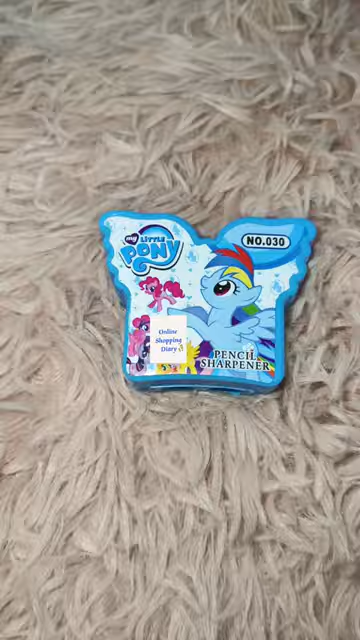 my LITTLE
PONY
NO.030
Online
Shopping
Diary
PENCIL
SHARPENER